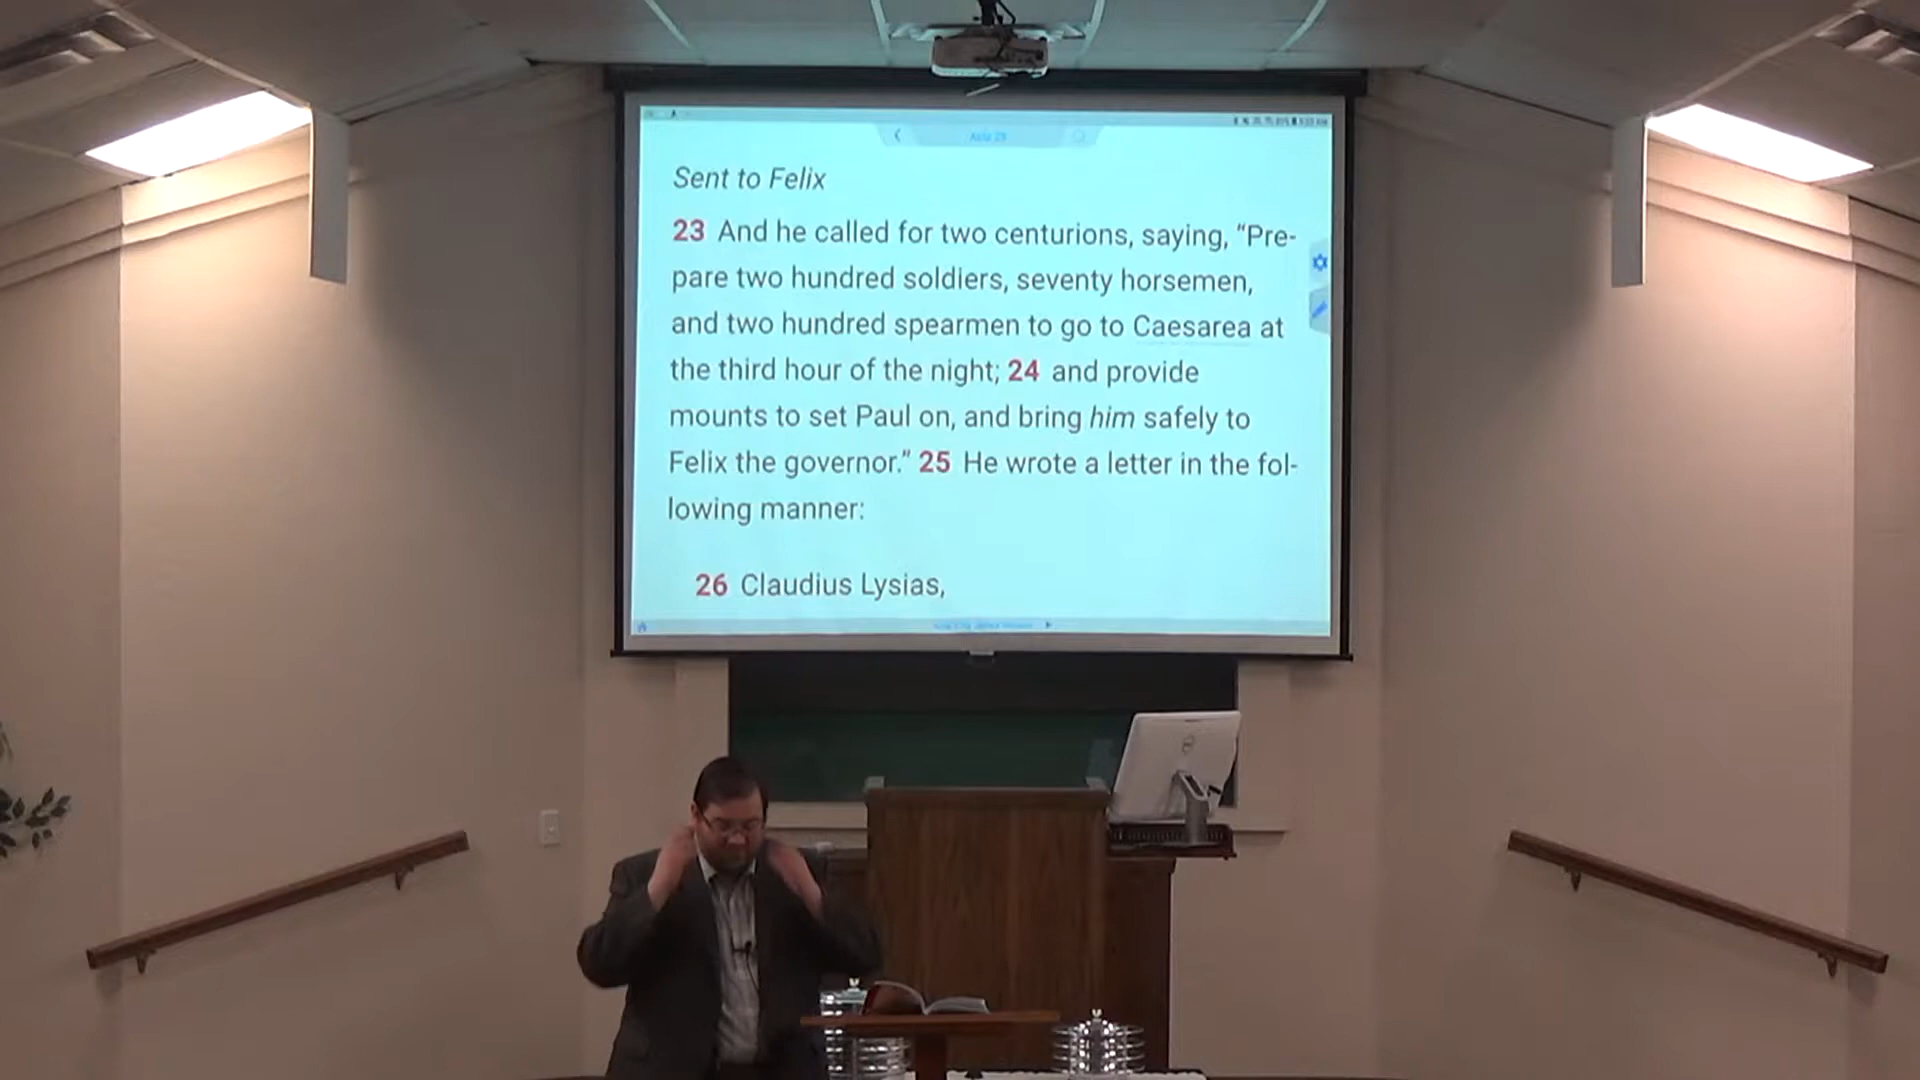 Acts 23
Sent to Felix
23 And he called for two centurions, saying, “Pre-
pare two hundred soldiers, seventy horsemen,
and two hundred spearmen to go to Caesarea at
the third hour of the night; 24 and provide
mounts to set Paul on, and bring him safely to
Felix the governor.” 25 He wrote a letter in the fol-
lowing manner:
26 Claudius Lysias,